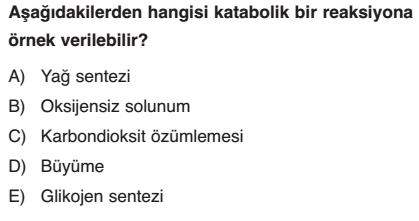 Aşağıdakilerden hangisi katabolik bir reaksiyona
örnek verilebilir?
A) Yağ sentezi
B) Oksijensiz solunum
C) Karbondioksit özümlemesi
D) Büyüme
E) Glikojen sentezi